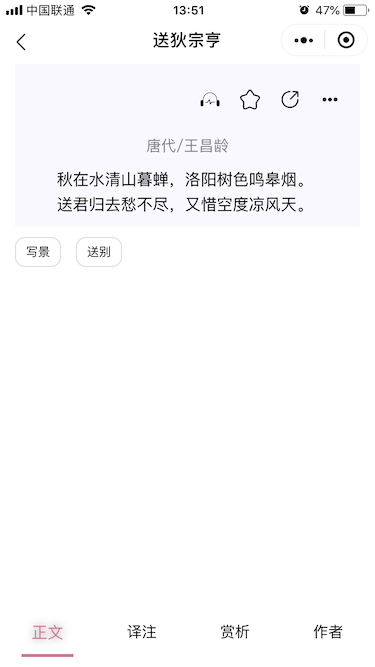 中国联通 13:51 47%
送狄宗亨
唐代/王昌龄
秋在水清山暮蝉，洛阳树色鸣皋烟。
送君归去愁不尽，又惜空度凉风天。
写景 送别
正文 译注 赏析 作者